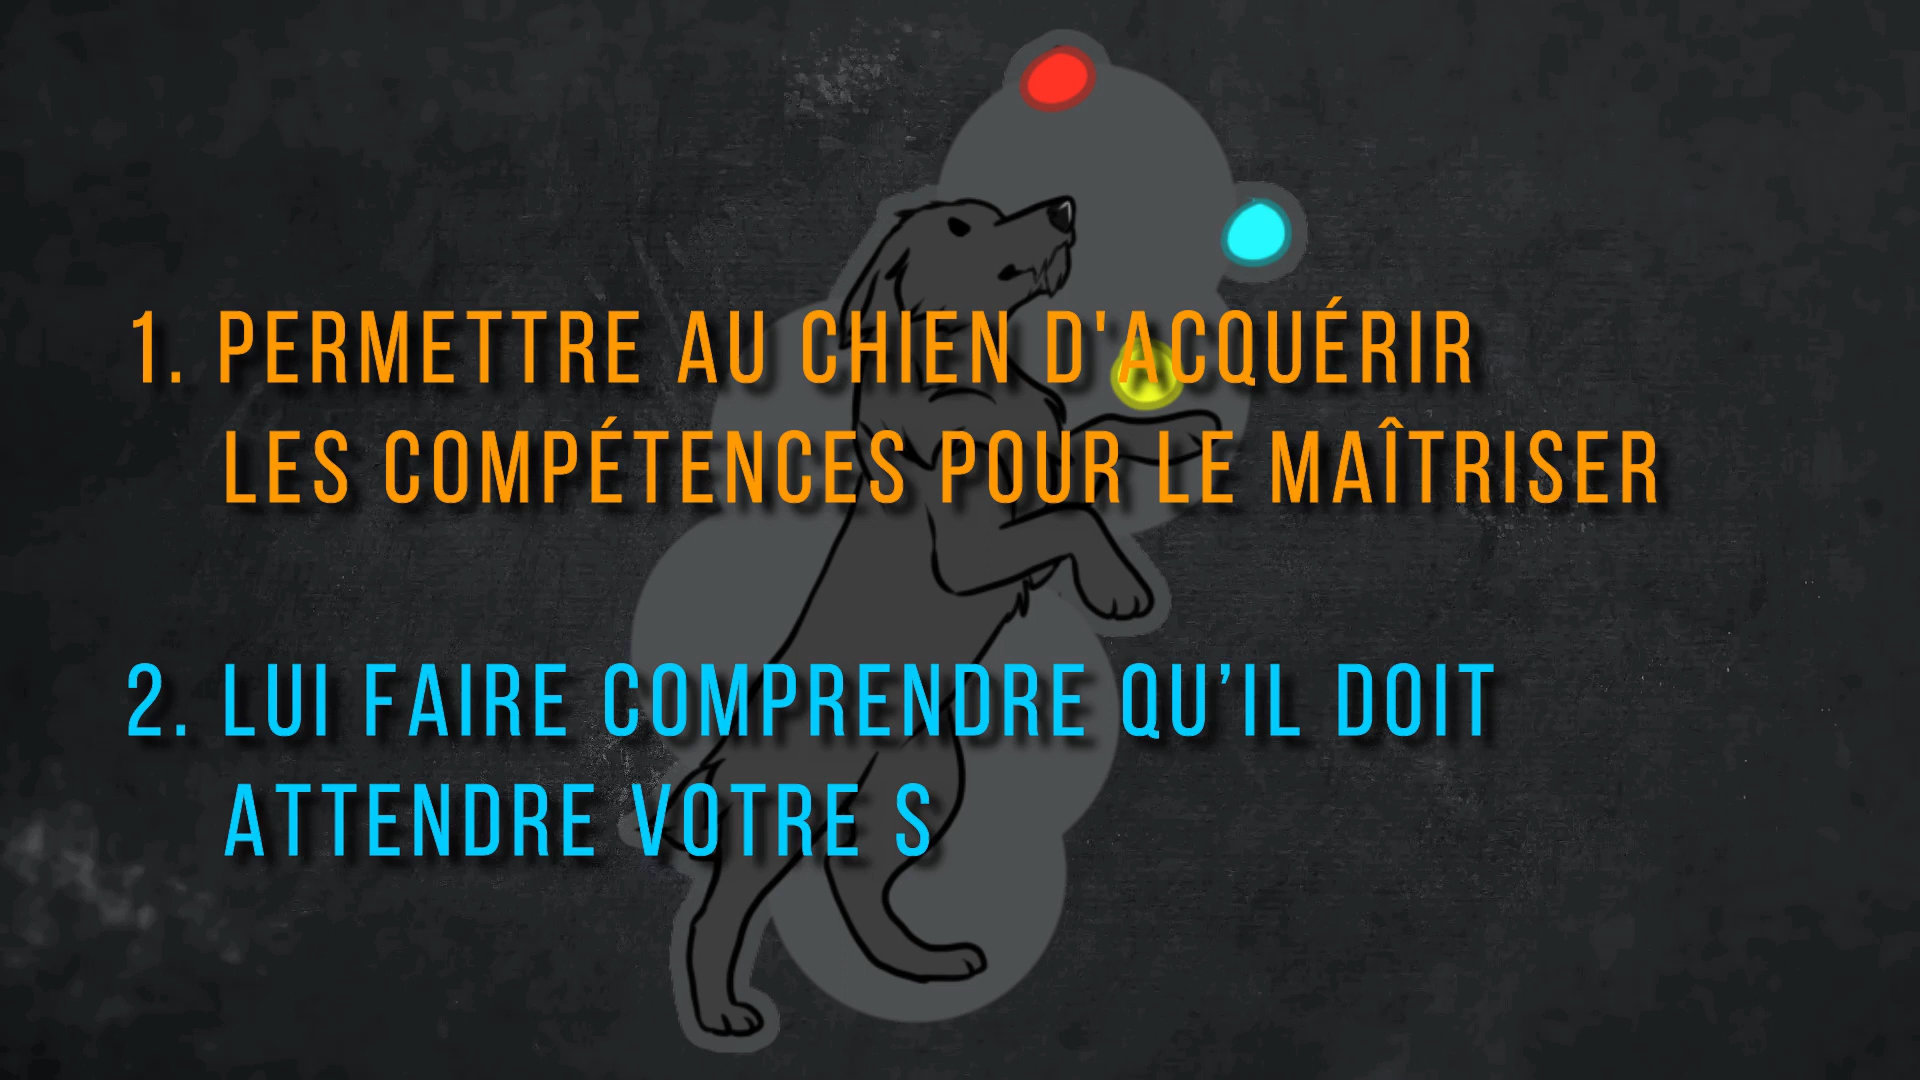 1. PERMETTRE AU CHIEN D'ACQUÉRIR
LES COMPÉTENCES POUR LE MAÎTRISER
2. LUI FAIRE COMPRENDRE QU’IL DOIT
ATTENDRE VOTRE S